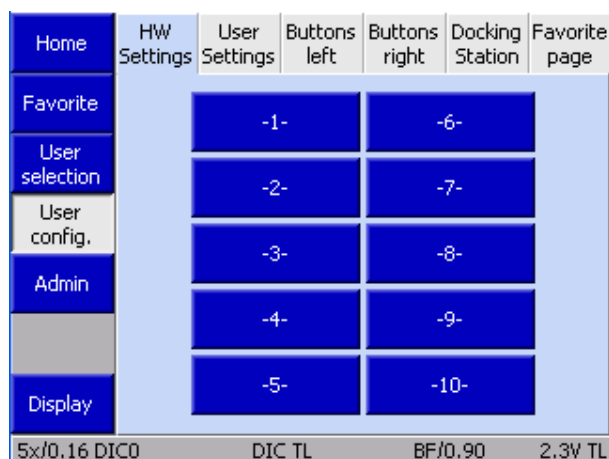 Home
HW Settings
User Settings
Buttons left
Buttons right
Docking Station
Favorite page
Favorite
User selection
User config.
Admin
Display
-1-
-6-
-2-
-7-
-3-
-8-
-4-
-9-
-5-
-10-
5x/0.16 DIC0 DIC TL BF/0.90 2.3V TL